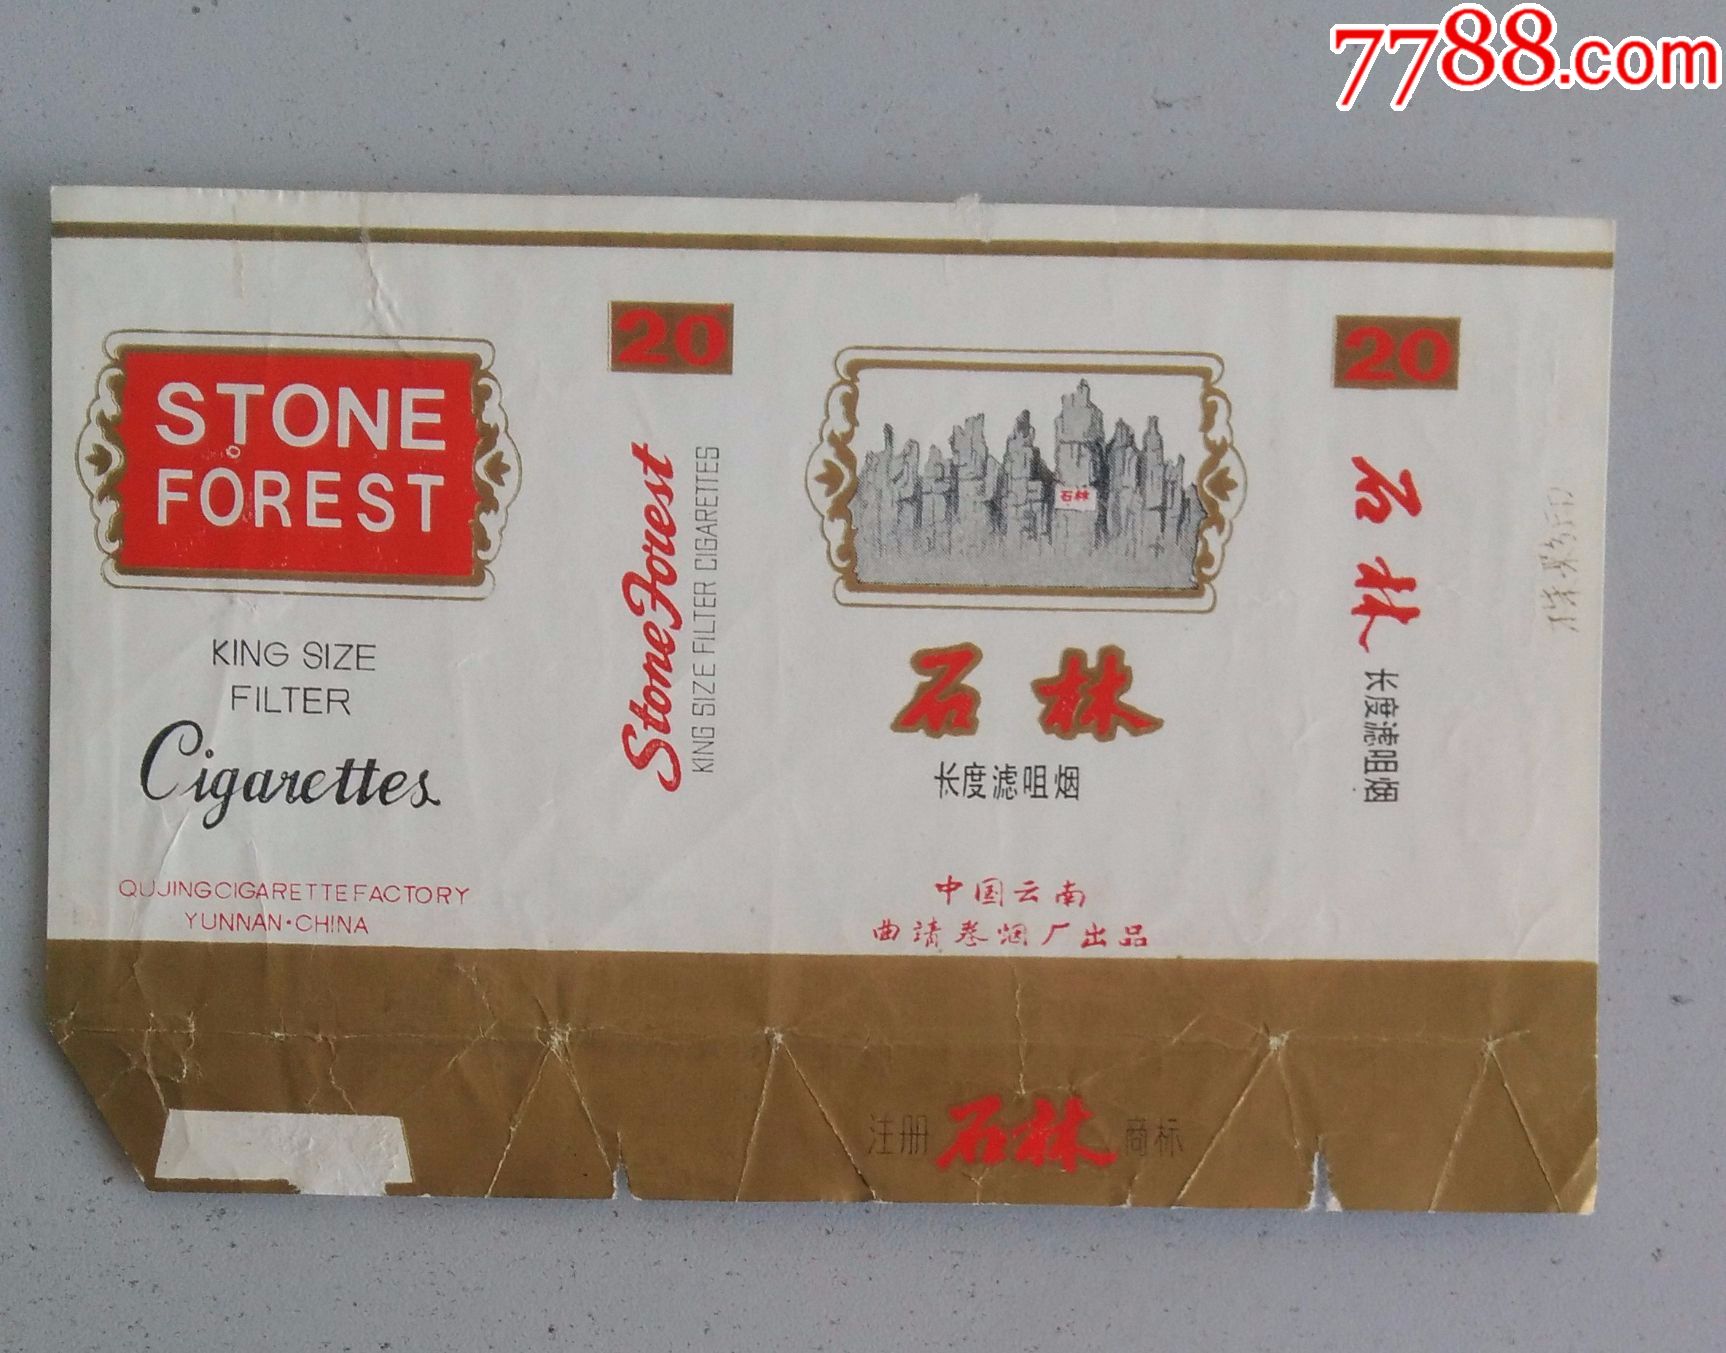 7788.com
STONE
FOREST
KING SIZE
FILTER
Cigarettes
QUJING CIGARETTE FACTORY
YUNNAN·CHINA
20
Stone Forest
KING SIZE FILTER CIGARETTES
石林
石林
长度滤咀烟
中国云南
曲靖卷烟厂出品
注册 石林 商标
20
石林
长度滤咀烟